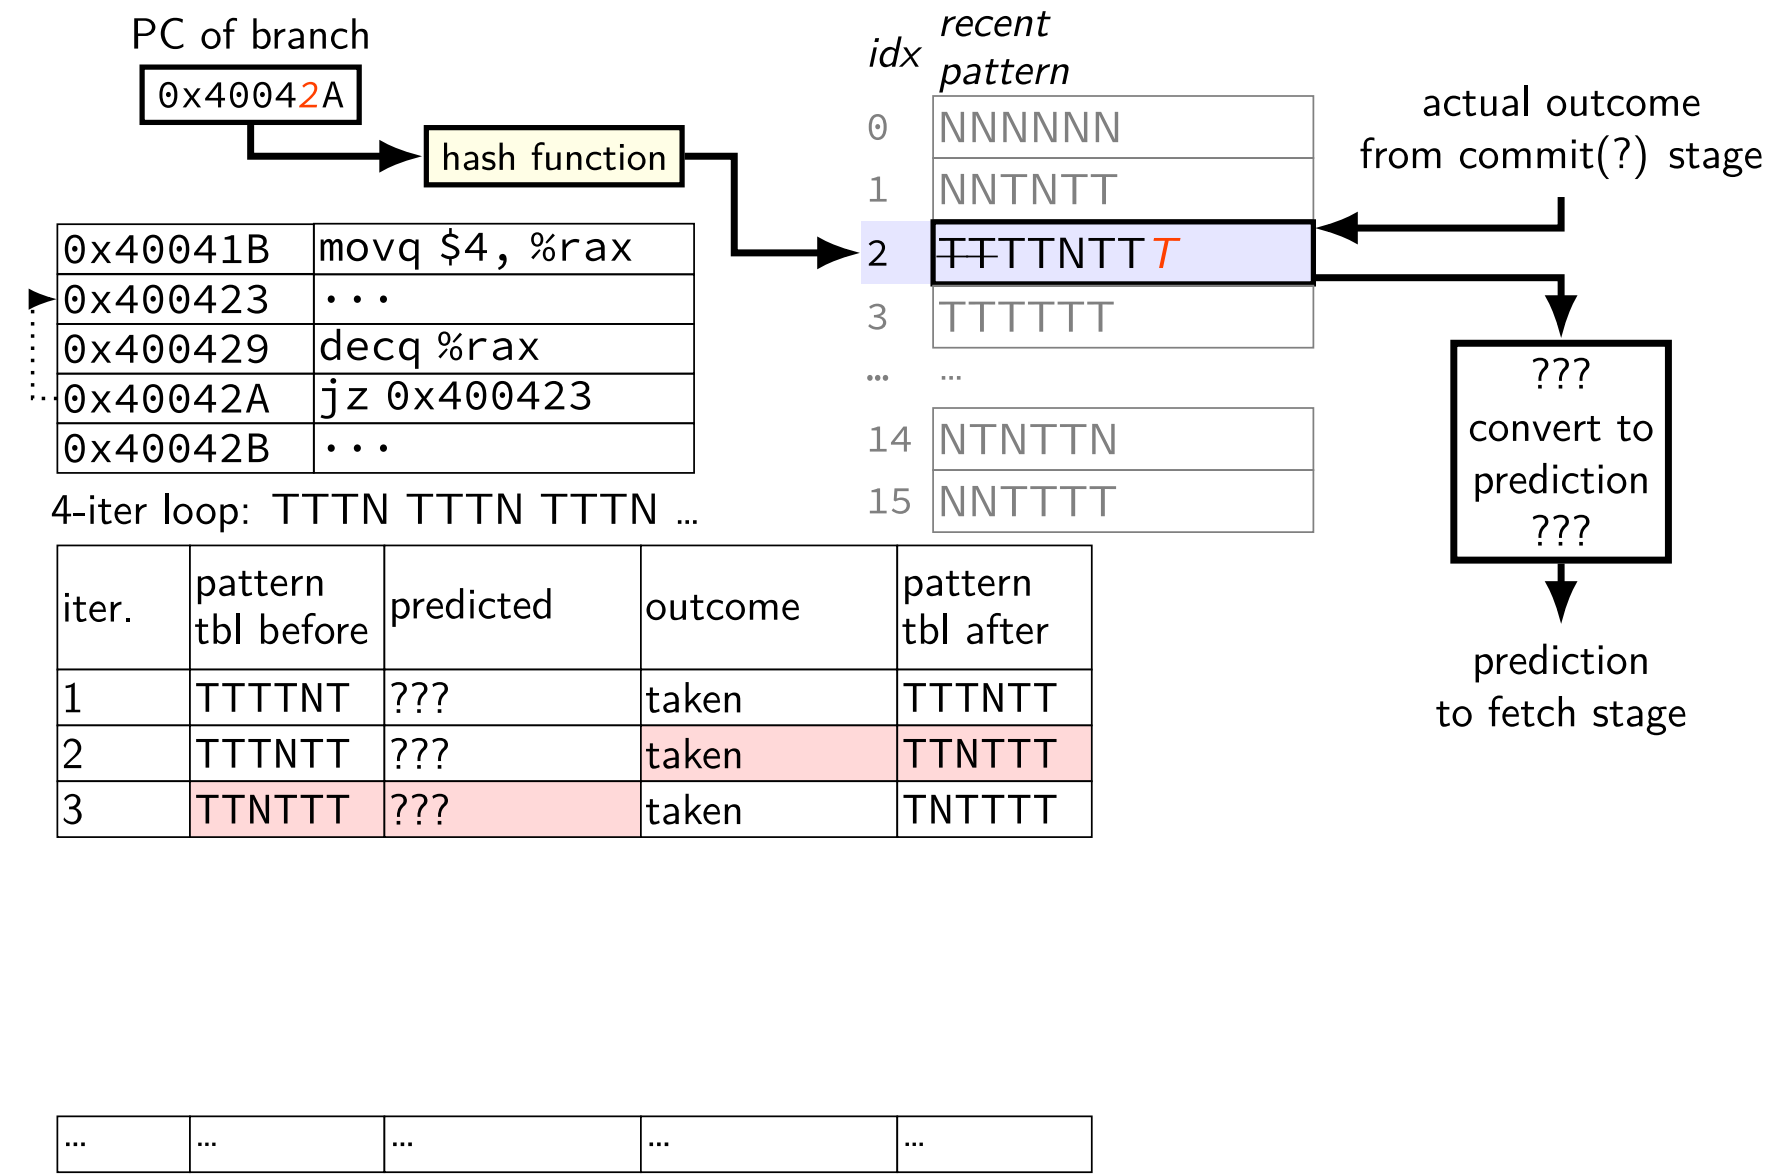 PC of branch
0x40042A
hash function
0x40041B movq $4, %rax
0x400423 ...
0x400429 decq %rax
0x40042A jz 0x400423
0x40042B ...
4-iter loop: TTTN TTTN TTTN ...
idx recent pattern
0 NNNNNN
1 NNTNTT
2 TTTTNTTT
3 TTTTTT
... ...
14 NTNTTN
15 NNTTTT
actual outcome
from commit(?) stage
???
convert to
prediction
???
prediction
to fetch stage
iter. pattern tbl before predicted outcome pattern tbl after
1 TTTTNT ??? taken TTTNTT
2 TTTNTT ??? taken TTNTTT
3 TTNTTT ??? taken TNTTTT
... ... ... ... ...